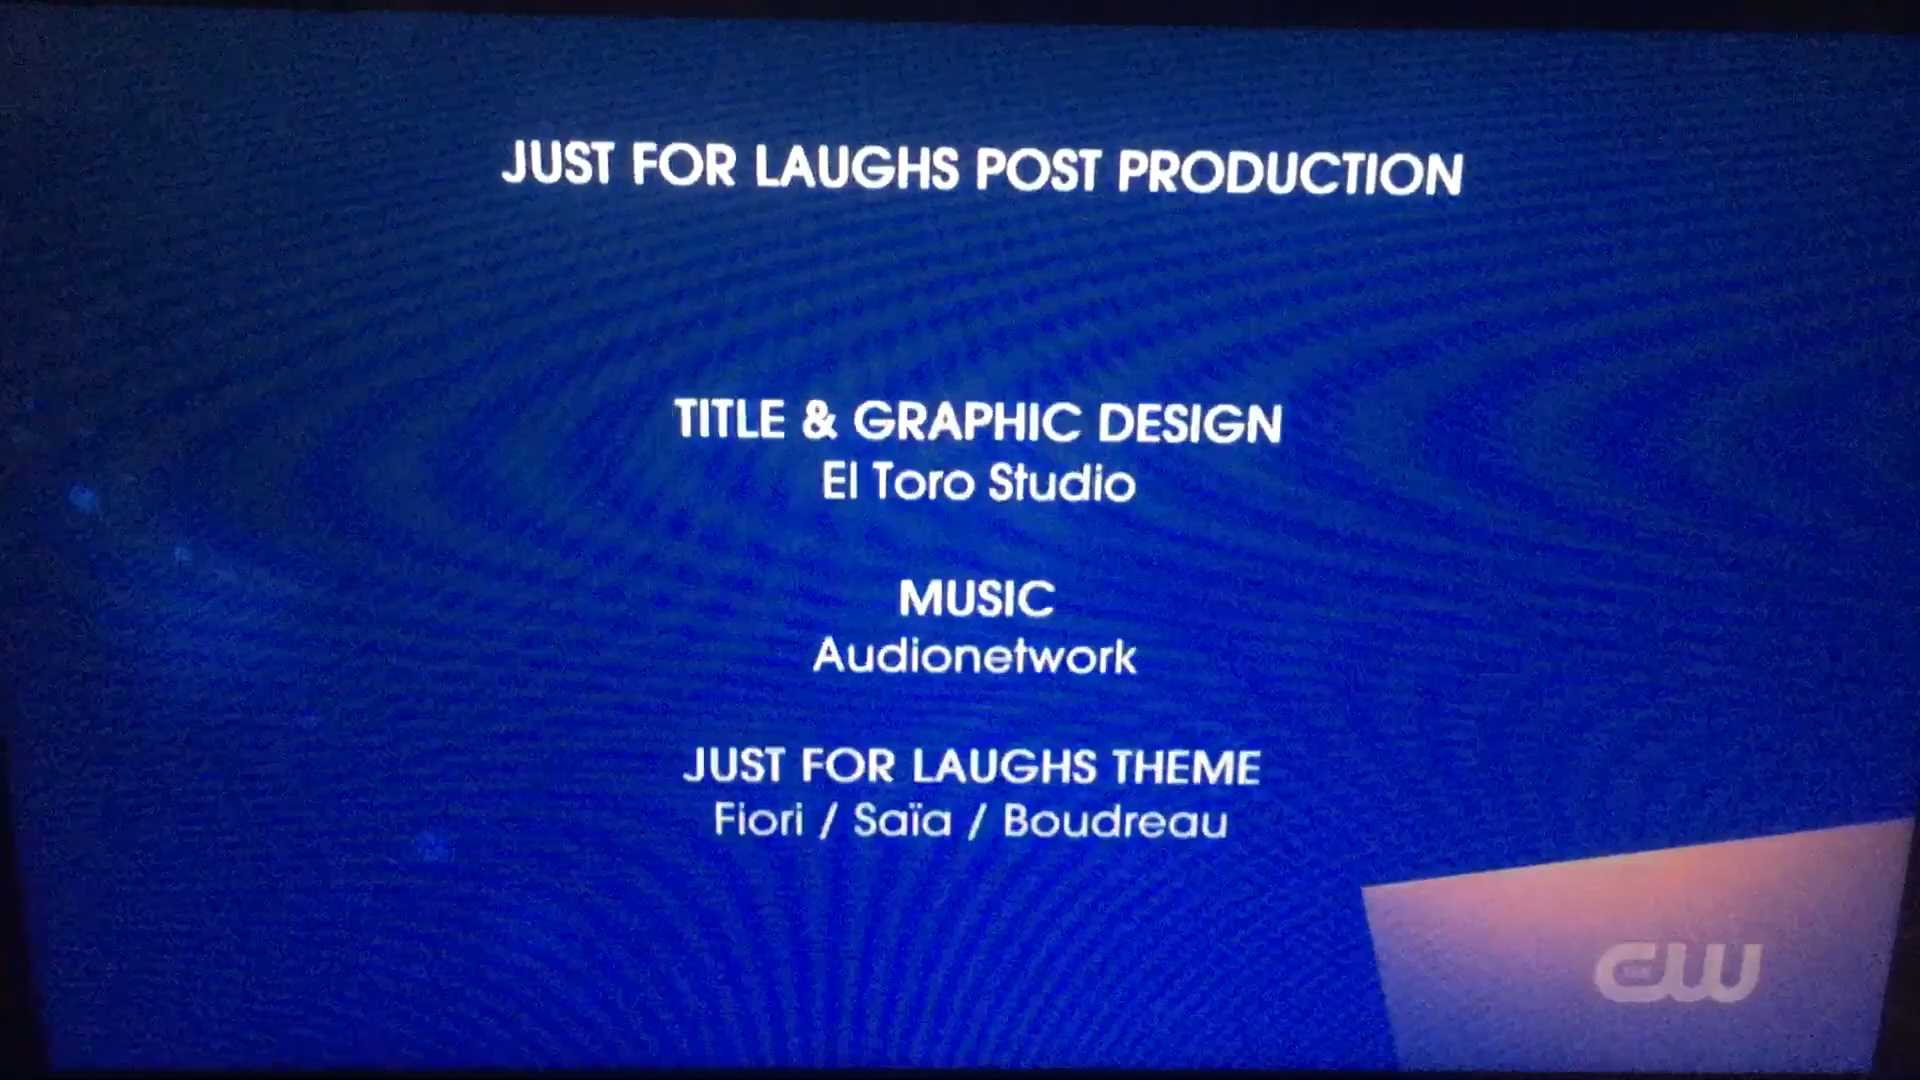 JUST FOR LAUGHS POST PRODUCTION
TITLE & GRAPHIC DESIGN
El Toro Studio
MUSIC
Audionetwork
JUST FOR LAUGHS THEME
Fiori / Saïa / Boudreau
CW